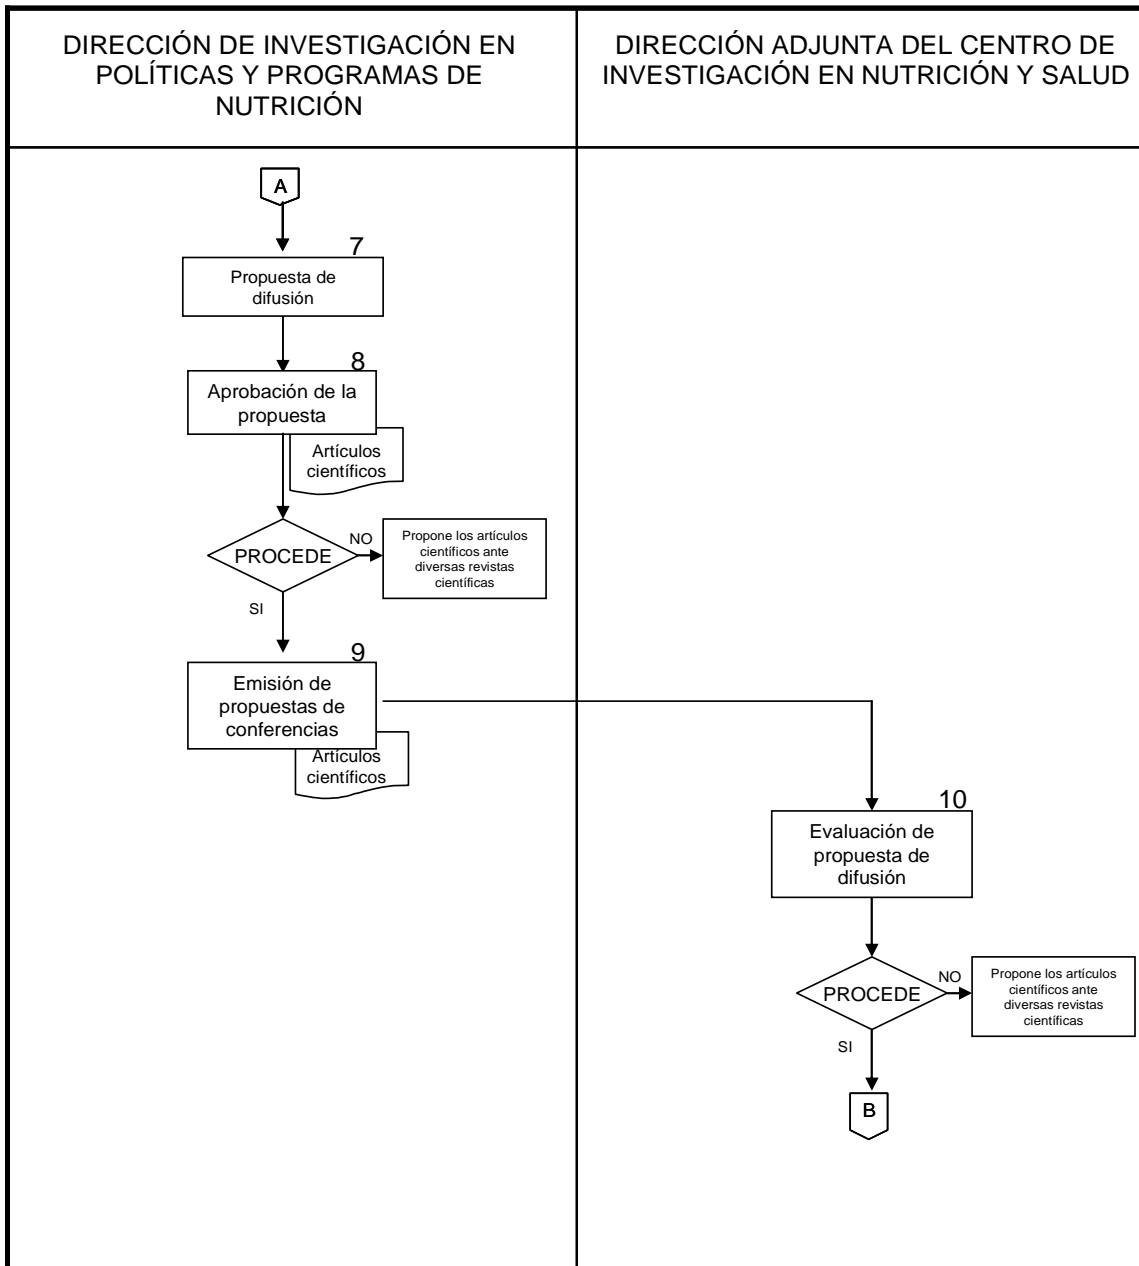 DIRECCIÓN DE INVESTIGACIÓN EN
POLÍTICAS Y PROGRAMAS DE
NUTRICIÓN
DIRECCIÓN ADJUNTA DEL CENTRO DE
INVESTIGACIÓN EN NUTRICIÓN Y SALUD
A
7
Propuesta de
difusión
8
Aprobación de la
propuesta
Artículos
científicos
PROCEDE
NO
Propone los artículos
científicos ante
diversas revistas
científicas
SI
9
Emisión de
propuestas de
conferencias
Artículos
científicos
10
Evaluación de
propuesta de
difusión
PROCEDE
NO
Propone los artículos
científicos ante
diversas revistas
científicas
SI
B